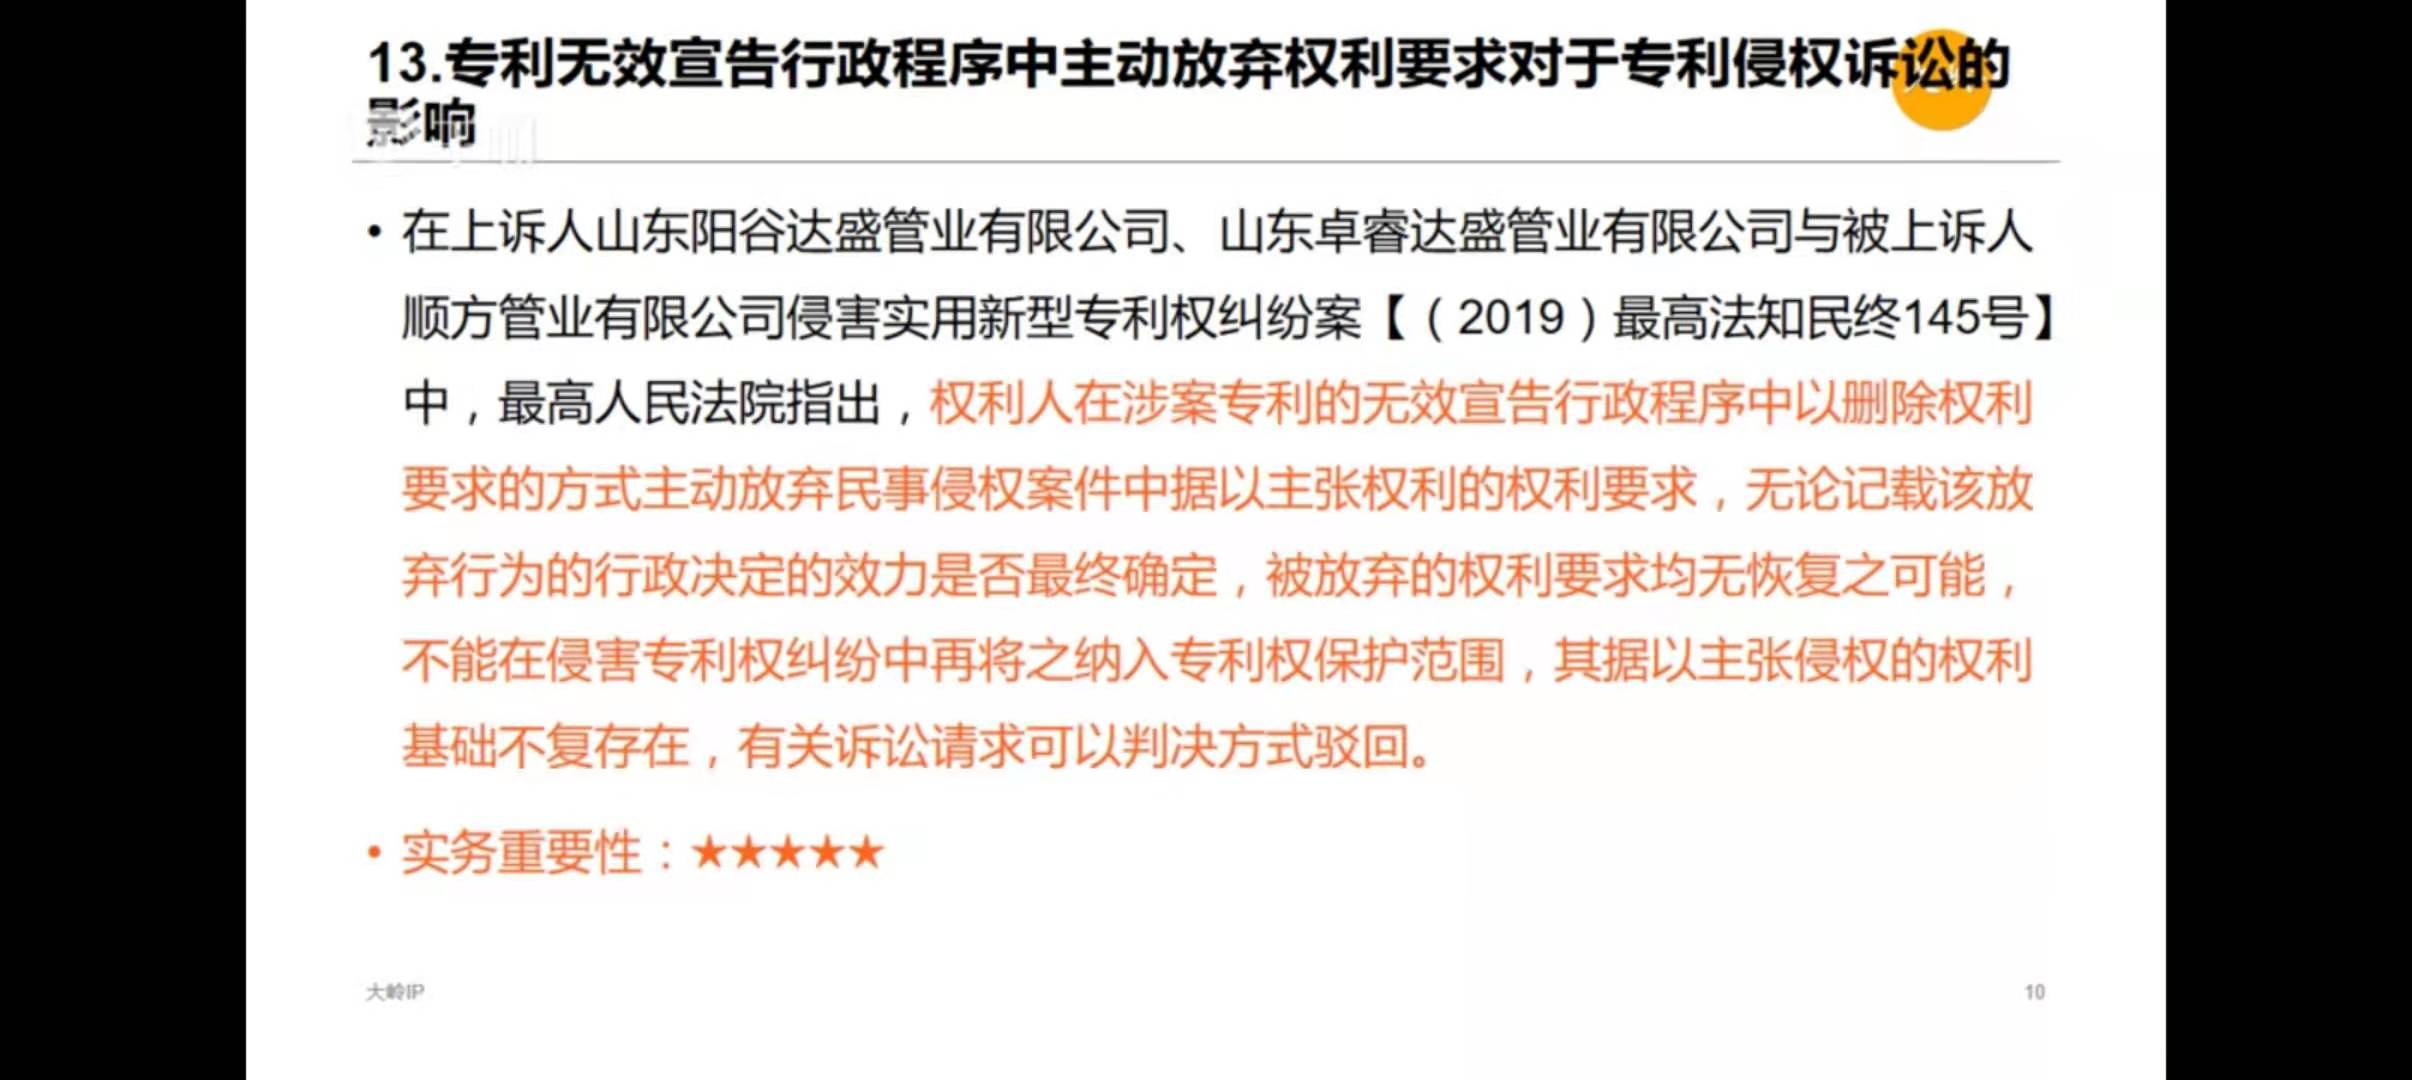 13.专利无效宣告行政程序中主动放弃权利要求对于专利侵权诉讼的
影响
• 在上诉人山东阳谷达盛管业有限公司、山东卓睿达盛管业有限公司与被上诉人
顺方管业有限公司侵害实用新型专利权纠纷案【（2019）最高法知民终145号】
中，最高人民法院指出，权利人在涉案专利的无效宣告行政程序中以删除权利
要求的方式主动放弃民事侵权案件中据以主张权利的权利要求，无论记载该放
弃行为的行政决定的效力是否最终确定，被放弃的权利要求均无恢复之可能，
不能在侵害专利权纠纷中再将之纳入专利权保护范围，其据以主张侵权的权利
基础不复存在，有关诉讼请求可以判决方式驳回。
• 实务重要性：★★★★★
大岭IP
10